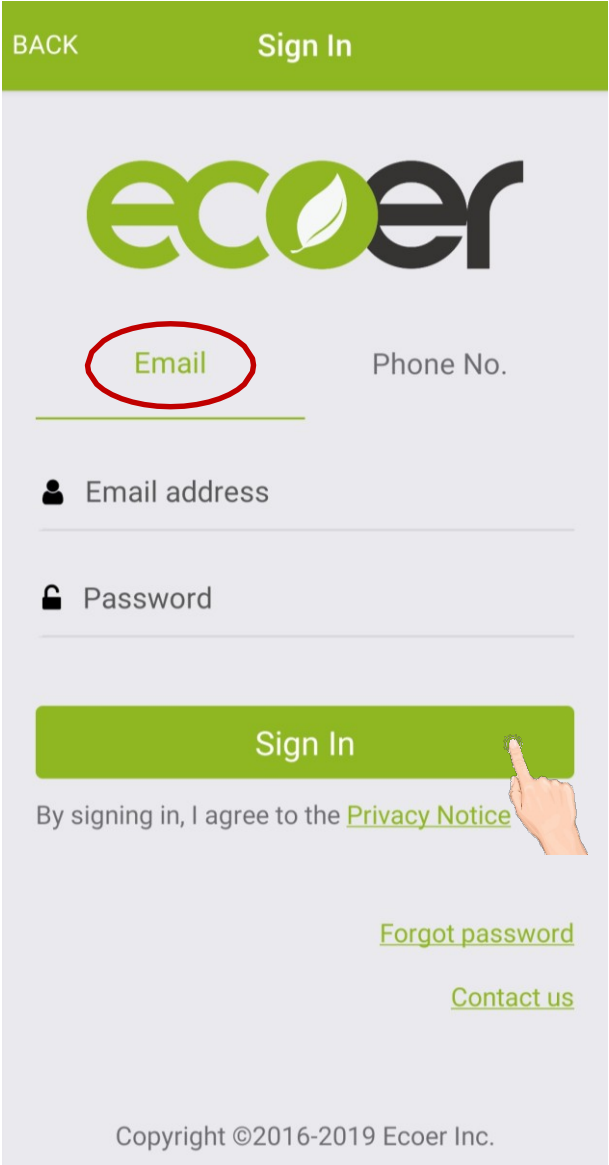 BACK Sign In
ecoer
Email Phone No.
Email address
Password
Sign In
By signing in, I agree to the Privacy Notice
Forgot password
Contact us
Copyright ©2016-2019 Ecoer Inc.